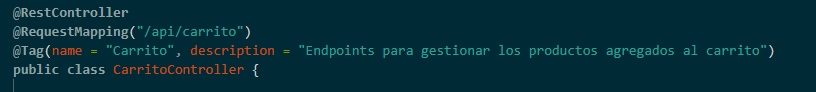 @RestController
@RequestMapping("/api/carrito")
@Tag(name = "Carrito", description = "Endpoints para gestionar los productos agregados al carrito")
public class CarritoController {